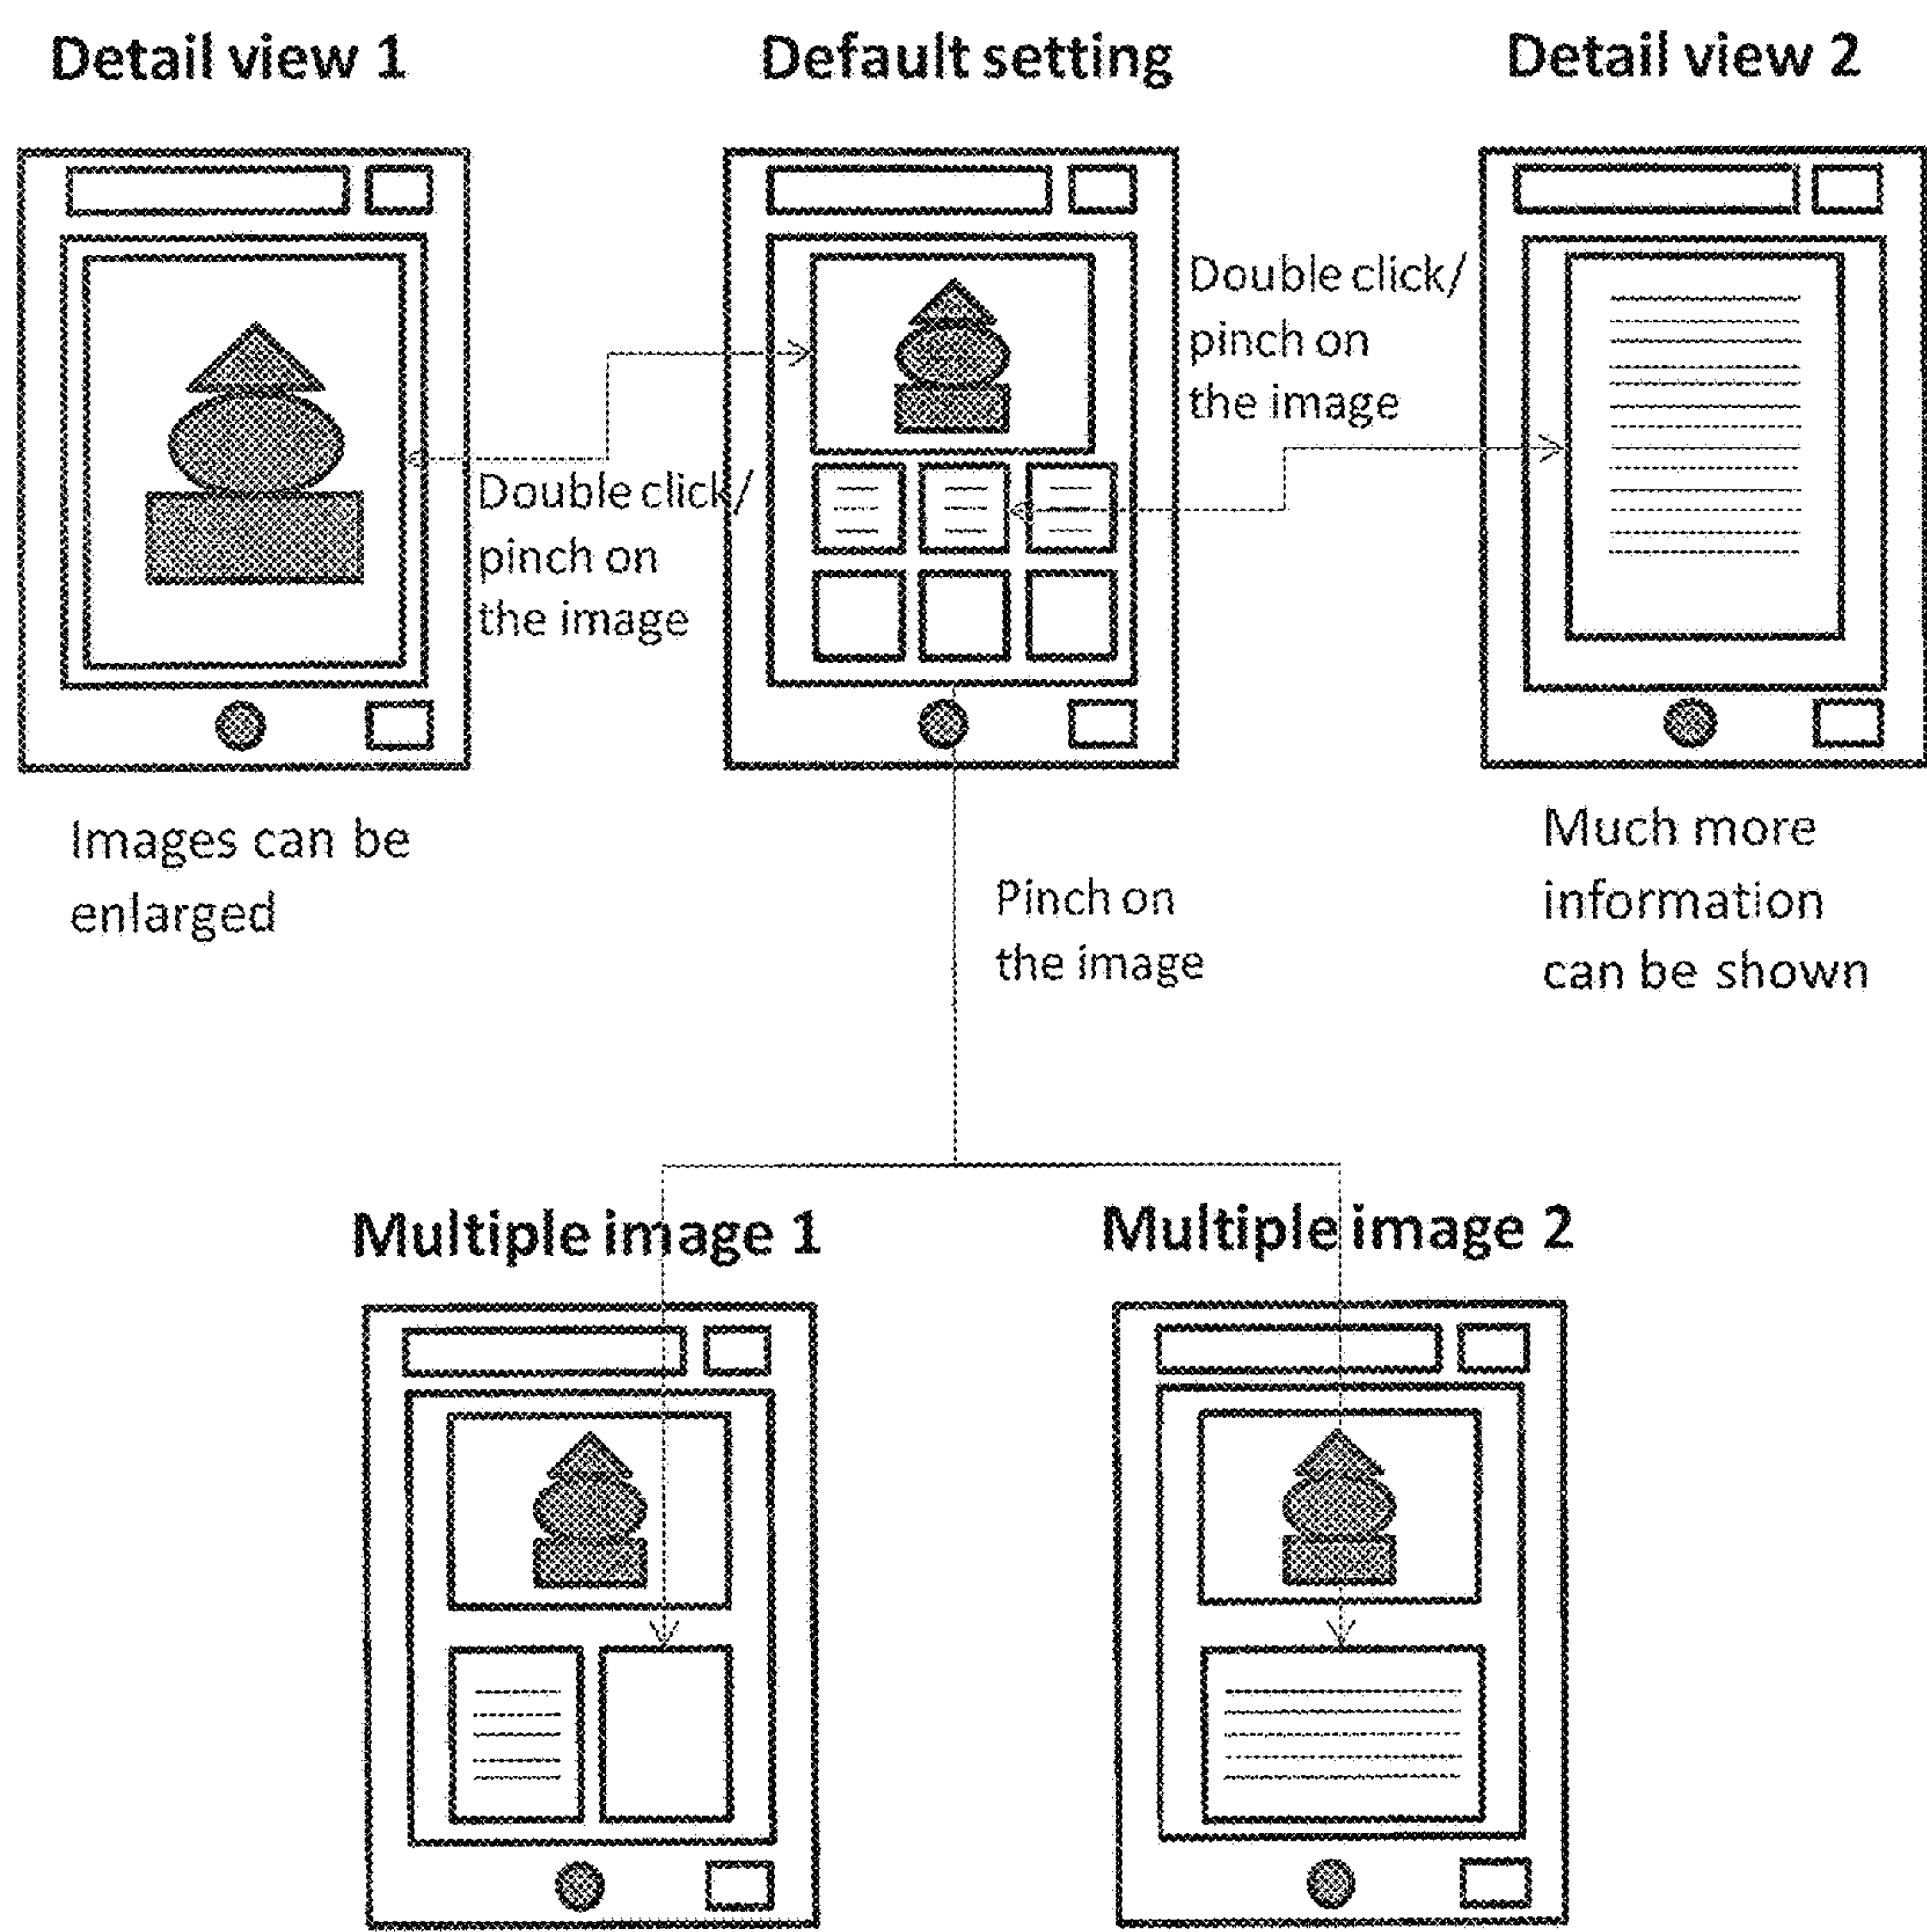 Detail view 1
Default setting
Detail view 2
Double click/
pinch on
the image
Double click/
pinch on
the image
Images can be
enlarged
Pinch on
the image
Much more
information
can be shown
Multiple image 1
Multiple image 2